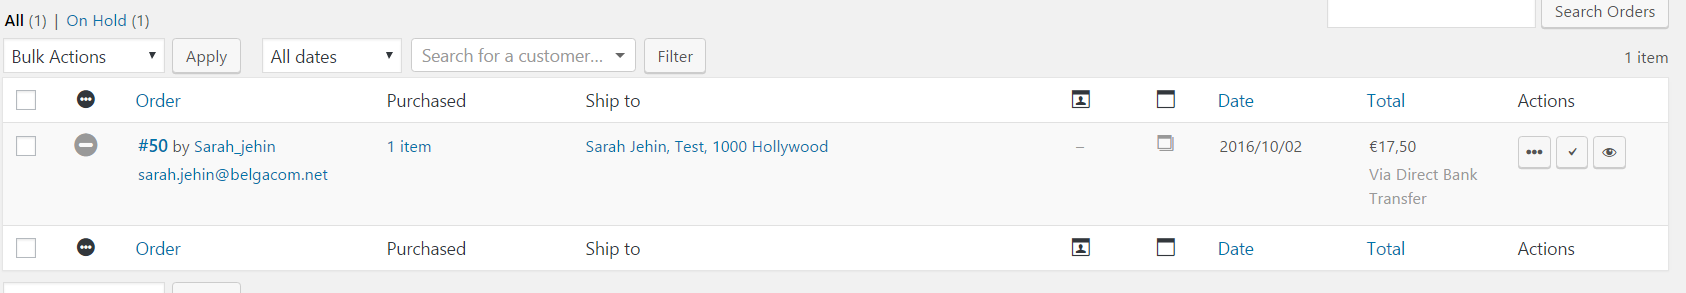 All (1) | On Hold (1)
Search Orders
Bulk Actions Apply All dates Search for a customer... Filter 1 item
Order Purchased Ship to Date Total Actions
#50 by Sarah_jehin 1 item Sarah Jehin, Test, 1000 Hollywood – 2016/10/02 €17,50
sarah.jehin@belgacom.net Via Direct Bank
Transfer
Order Purchased Ship to Date Total Actions